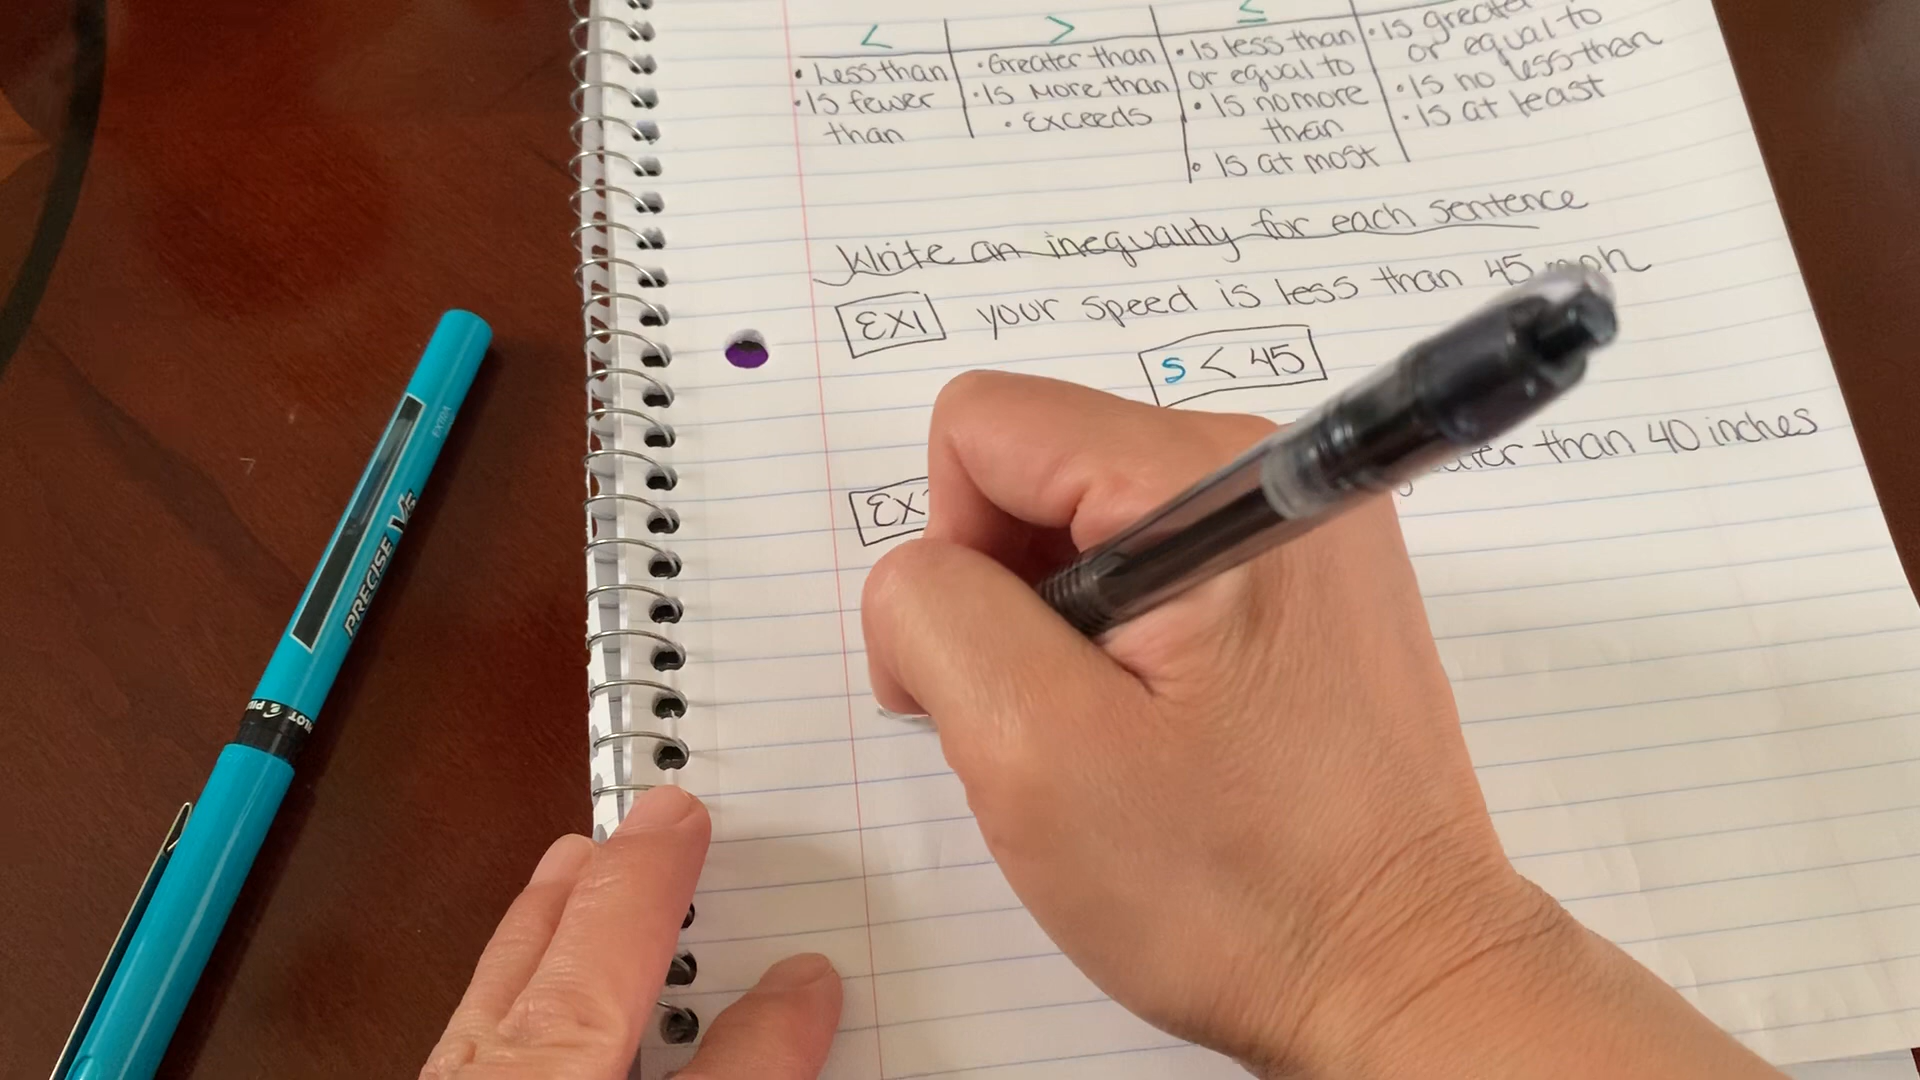 < > ≤
• Less than
• Is fewer
than
• Greater than
• Is More than
• Exceeds
• Is less than
or equal to
• Is no more
than
• Is at most
• Is greater
or equal to
• Is no less than
• Is at least
Write an inequality for each sentence
EX1 your speed is less than 45 mph
S < 45
EX than 40 inches
PRECISE V5
EXTRA
PILOT